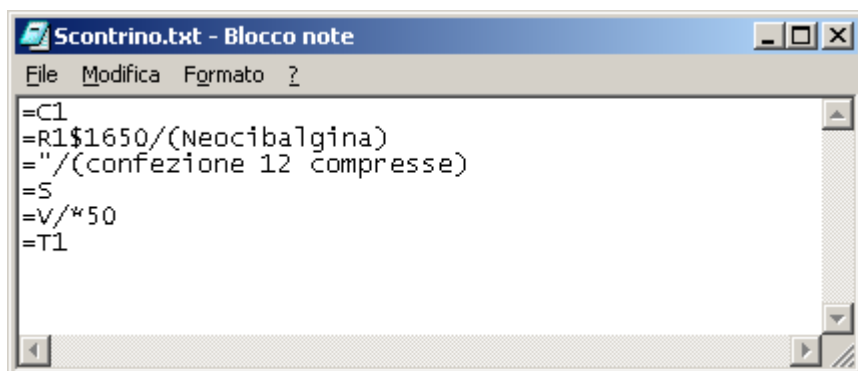 Scontrino.txt - Blocco note
File Modifica Formato ?
=C1
=R1$1650/(Neocibalgina)
="/(confezione 12 compresse)
=S
=V/*50
=T1